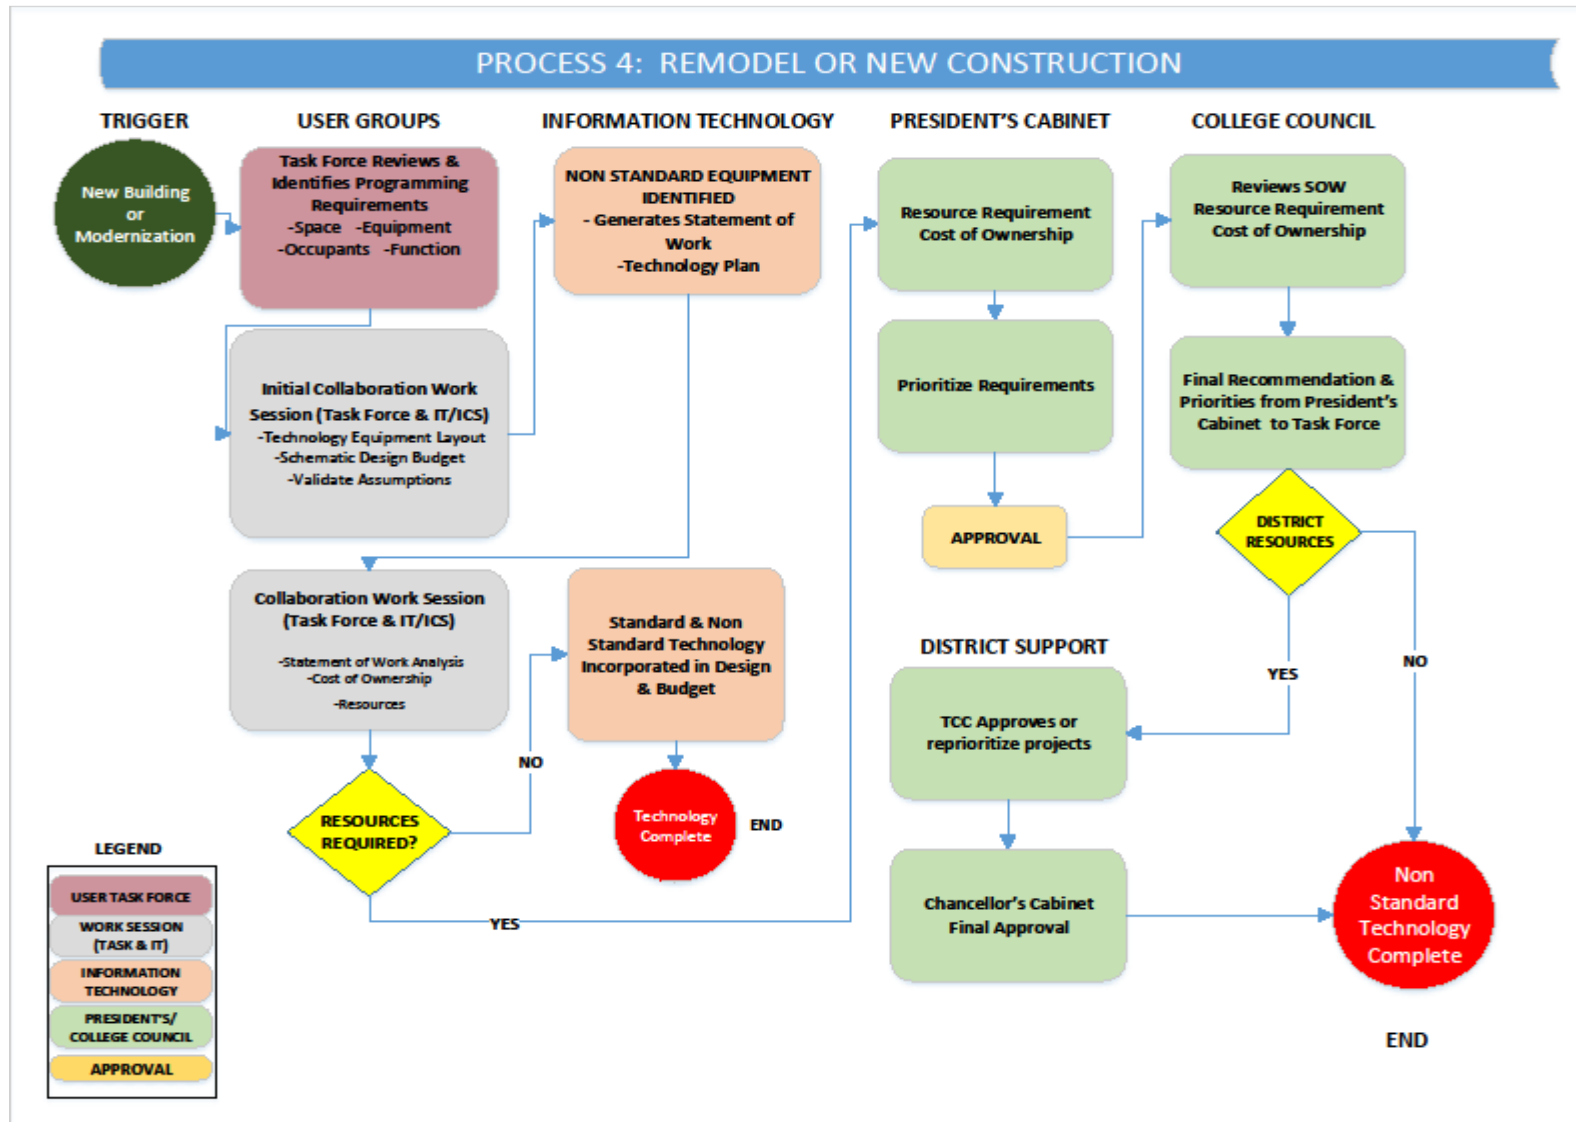 PROCESS 4:  REMODEL OR NEW CONSTRUCTION
TRIGGER
New Building
or
Modernization
USER GROUPS
Task Force Reviews &
Identifies Programming
Requirements
-Space   -Equipment
-Occupants   -Function
Initial Collaboration Work
Session (Task Force & IT/ICS)
-Technology Equipment Layout
-Schematic Design Budget
-Validate Assumptions
Collaboration Work Session
(Task Force & IT/ICS)
-Statement of Work Analysis
-Cost of Ownership
-Resources
RESOURCES
REQUIRED?
NO
YES
INFORMATION TECHNOLOGY
NON STANDARD EQUIPMENT
IDENTIFIED
- Generates Statement of
Work
-Technology Plan
Standard & Non
Standard Technology
Incorporated in Design
& Budget
Technology
Complete
END
PRESIDENT'S CABINET
Resource Requirement
Cost of Ownership
Prioritize Requirements
APPROVAL
COLLEGE COUNCIL
Reviews SOW
Resource Requirement
Cost of Ownership
Final Recommendation &
Priorities from President's
Cabinet  to Task Force
DISTRICT
RESOURCES
YES
NO
DISTRICT SUPPORT
TCC Approves or
reprioritize projects
Chancellor's Cabinet
Final Approval
Non
Standard
Technology
Complete
END
LEGEND
USER TASK FORCE
WORK SESSION
(TASK & IT)
INFORMATION
TECHNOLOGY
PRESIDENT'S/
COLLEGE COUNCIL
APPROVAL